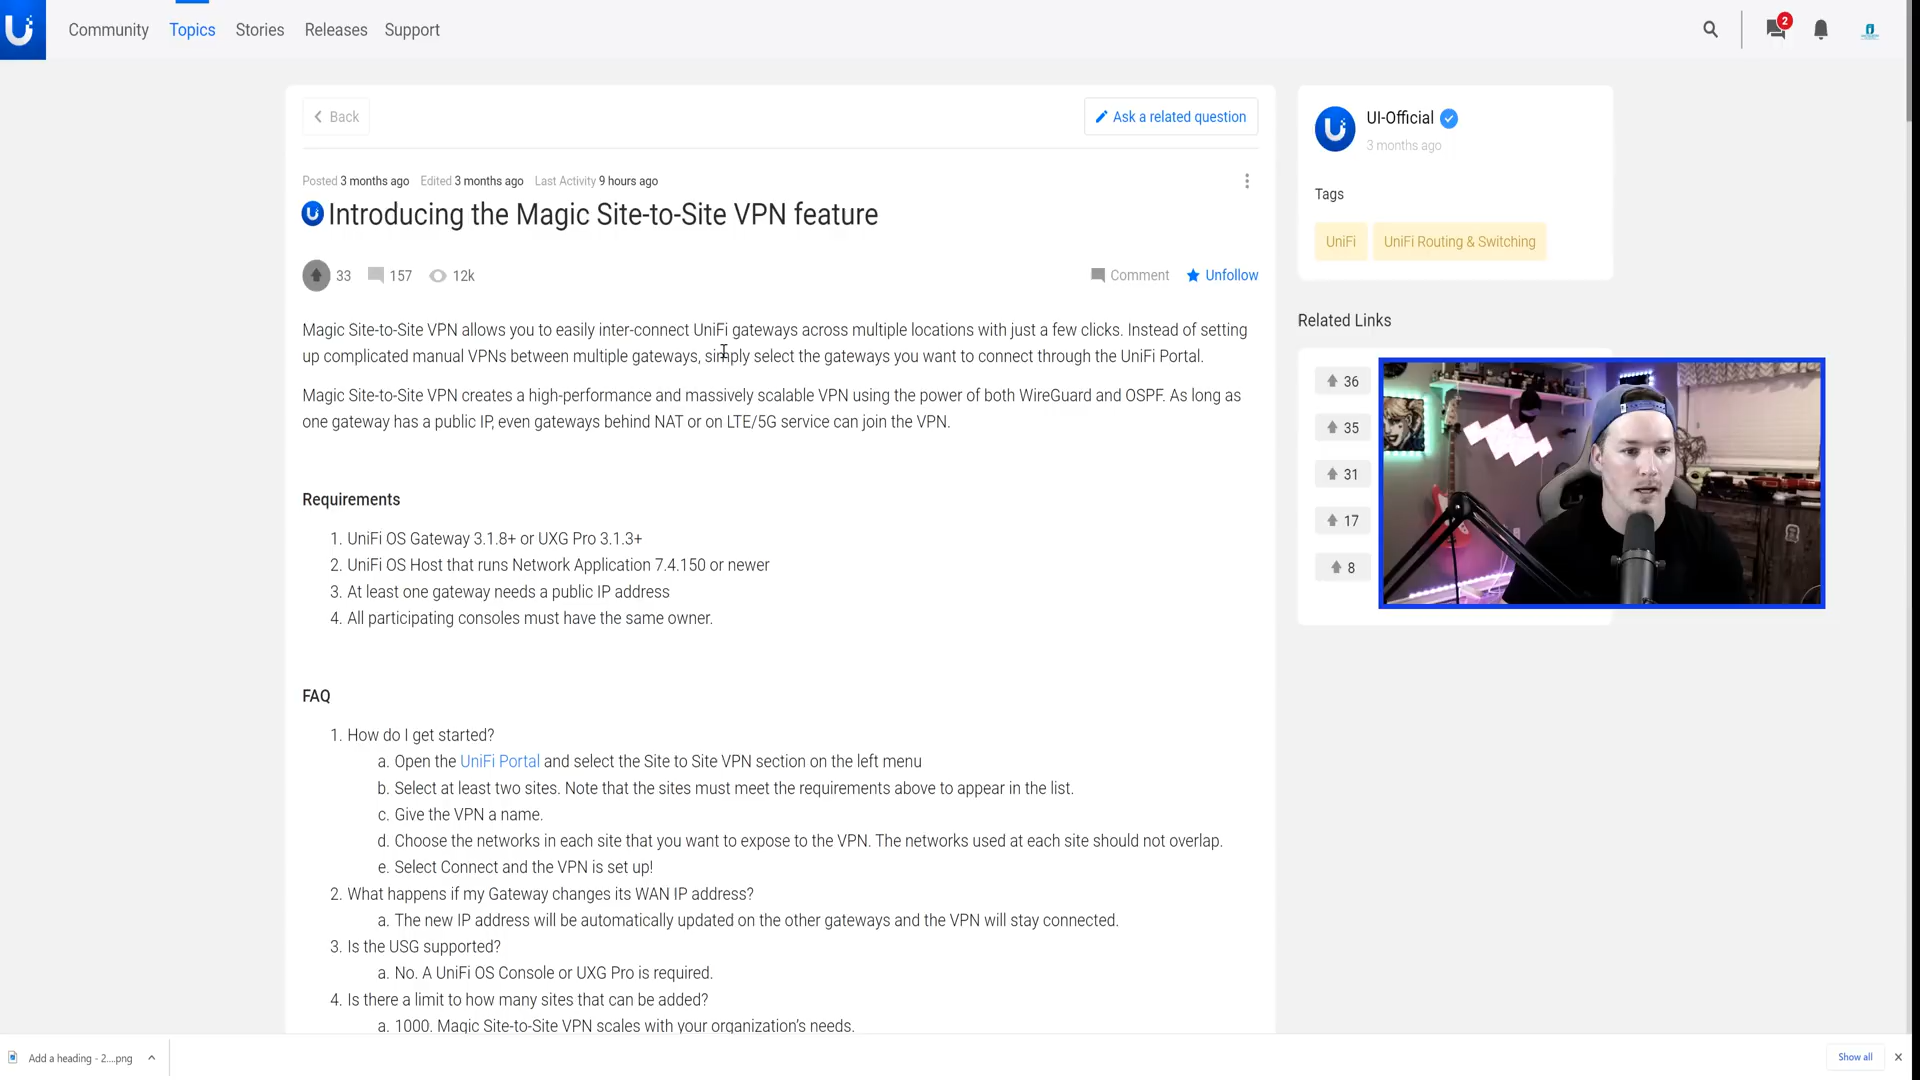 Community Topics Stories Releases Support
2
Back
Ask a related question
Posted 3 months ago Edited 3 months ago Last Activity 9 hours ago
Introducing the Magic Site-to-Site VPN feature
33 157 12k
Comment Unfollow
Magic Site-to-Site VPN allows you to easily inter-connect UniFi gateways across multiple locations with just a few clicks. Instead of setting
up complicated manual VPNs between multiple gateways, simply select the gateways you want to connect through the UniFi Portal.
Magic Site-to-Site VPN creates a high-performance and massively scalable VPN using the power of both WireGuard and OSPF. As long as
one gateway has a public IP, even gateways behind NAT or on LTE/5G service can join the VPN.
Requirements
1. UniFi OS Gateway 3.1.8+ or UXG Pro 3.1.3+
2. UniFi OS Host that runs Network Application 7.4.150 or newer
3. At least one gateway needs a public IP address
4. All participating consoles must have the same owner.
FAQ
1. How do I get started?
a. Open the UniFi Portal and select the Site to Site VPN section on the left menu
b. Select at least two sites. Note that the sites must meet the requirements above to appear in the list.
c. Give the VPN a name.
d. Choose the networks in each site that you want to expose to the VPN. The networks used at each site should not overlap.
e. Select Connect and the VPN is set up!
2. What happens if my Gateway changes its WAN IP address?
a. The new IP address will be automatically updated on the other gateways and the VPN will stay connected.
3. Is the USG supported?
a. No. A UniFi OS Console or UXG Pro is required.
4. Is there a limit to how many sites that can be added?
a. 1000. Magic Site-to-Site VPN scales with your organization's needs.
UI-Official
3 months ago
Tags
UniFi UniFi Routing & Switching
Related Links
36
35
31
17
8
Add a heading - 2....png
Show all